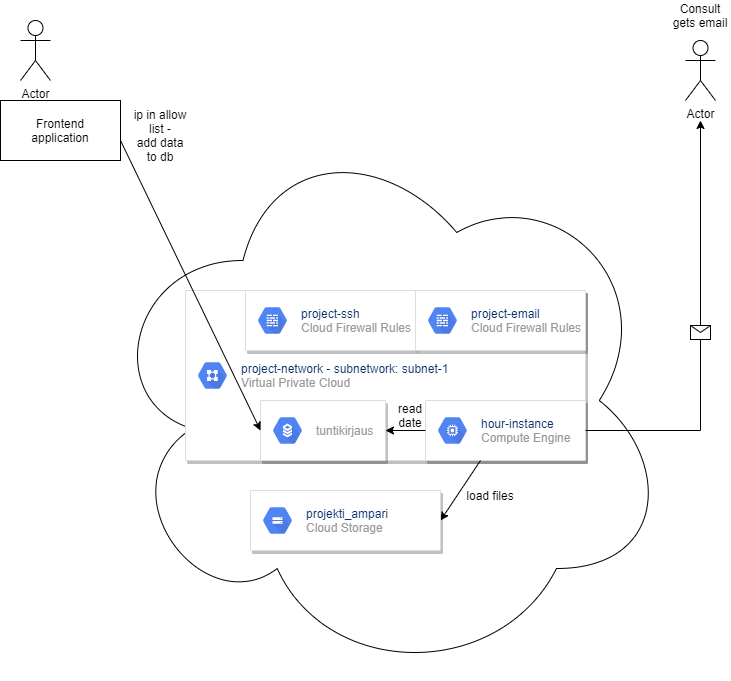 Consult
gets email
Actor
Actor
Frontend
application
ip in allow
list -
add data
to db
project-ssh
Cloud Firewall Rules
project-email
Cloud Firewall Rules
project-network - subnetwork: subnet-1
Virtual Private Cloud
tuntikirjaus
read
date
hour-instance
Compute Engine
load files
projekti_ampari
Cloud Storage